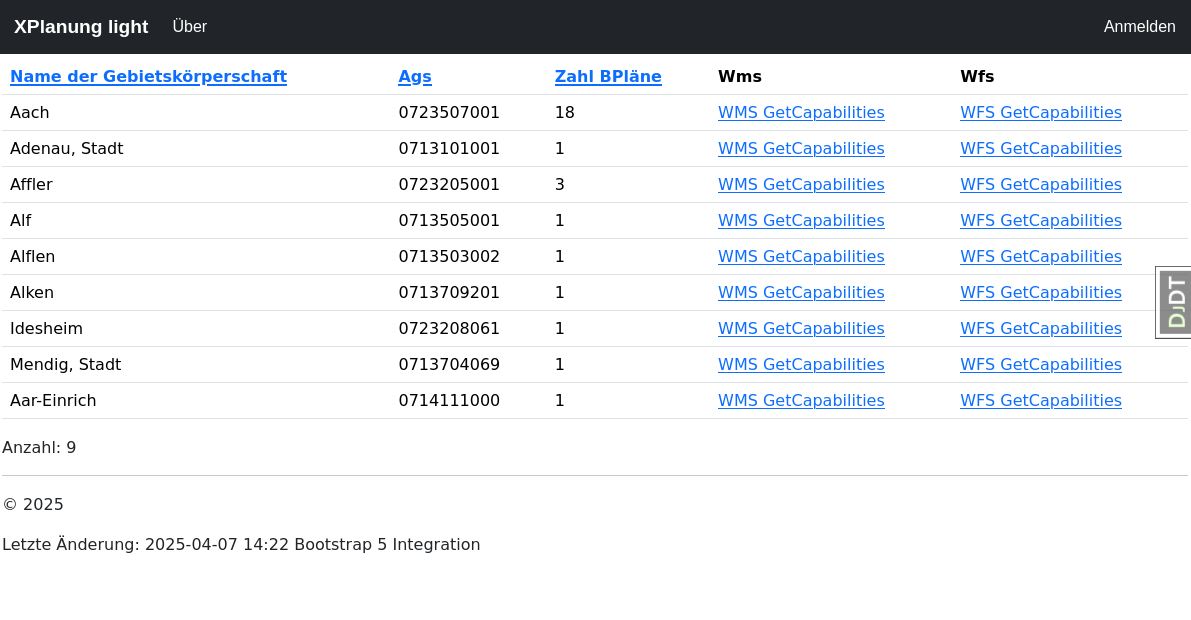 XPlanung light Über Anmelden
Name der Gebietskörperschaft Ags Zahl BPläne Wms Wfs
Aach 0723507001 18 WMS GetCapabilities WFS GetCapabilities
Adenau, Stadt 0713101001 1 WMS GetCapabilities WFS GetCapabilities
Affler 0723205001 3 WMS GetCapabilities WFS GetCapabilities
Alf 0713505001 1 WMS GetCapabilities WFS GetCapabilities
Alflen 0713503002 1 WMS GetCapabilities WFS GetCapabilities
Alken 0713709201 1 WMS GetCapabilities WFS GetCapabilities
DJDT
Idesheim 0723208061 1 WMS GetCapabilities WFS GetCapabilities
Mendig, Stadt 0713704069 1 WMS GetCapabilities WFS GetCapabilities
Aar-Einrich 0714111000 1 WMS GetCapabilities WFS GetCapabilities
Anzahl: 9
© 2025
Letzte Änderung: 2025-04-07 14:22 Bootstrap 5 Integration